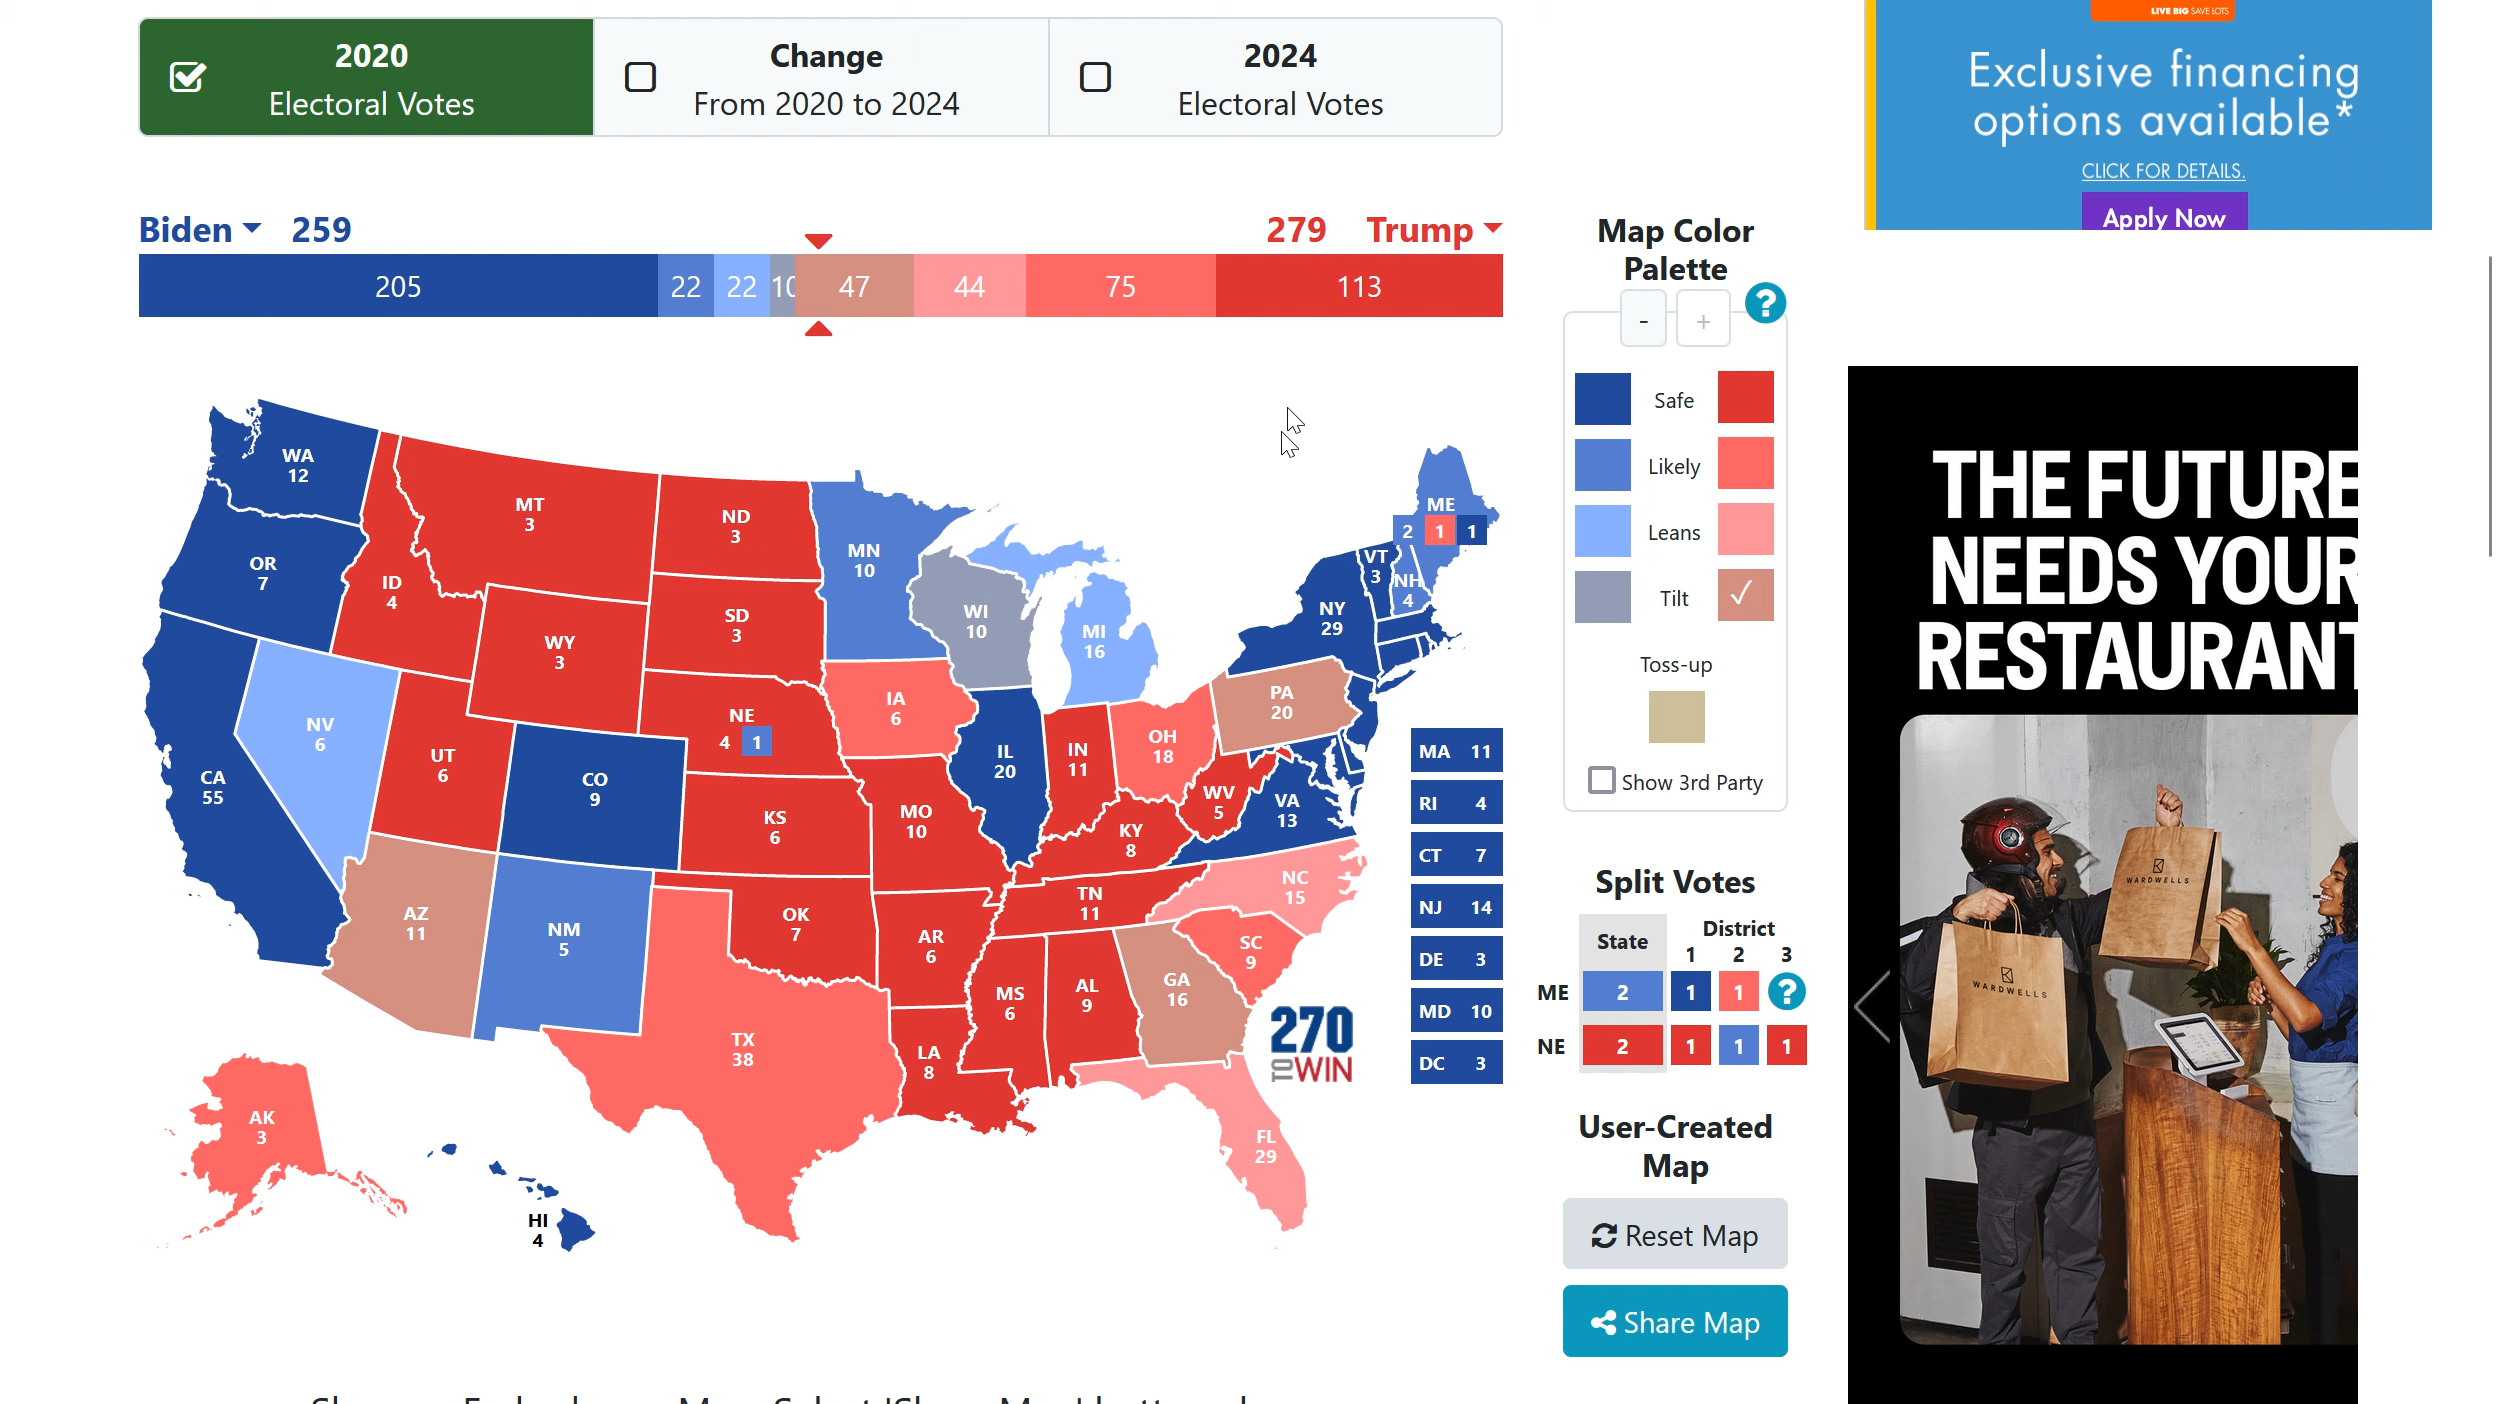 2020
Electoral Votes
Change
From 2020 to 2024
2024
Electoral Votes
LIVE BIG SAVE LOTS
Exclusive financing
options available*
CLICK FOR DETAILS.
Apply Now
Biden 259
279 Trump
205 22 22 10 47 44 75 113
Map Color
Palette
- + ?
Safe
Likely
Leans
Tilt
Toss-up
Show 3rd Party
WA
12
OR
7
CA
55
NV
6
ID
4
MT
3
WY
3
UT
6
AZ
11
CO
9
NM
5
ND
3
SD
3
NE
4 1
KS
6
OK
7
TX
38
MN
10
IA
6
MO
10
AR
6
LA
8
WI
10
IL
20
MI
16
IN
11
OH
18
KY
8
TN
11
MS
6
AL
9
GA
16
FL
29
SC
9
NC
15
VA
13
WV
5
PA
20
NY
29
VT
3
NH
4
ME
2 1 1
AK
3
HI
4
MA 11
RI 4
CT 7
NJ 14
DE 3
MD 10
DC 3
270
TO WIN
Split Votes
State
District
1 2 3
ME 2 1 1 ?
NE 2 1 1 1
User-Created
Map
Reset Map
Share Map
THE FUTURE
NEEDS YOUR
RESTAURANT
WARDWELLS
WARDWELLS